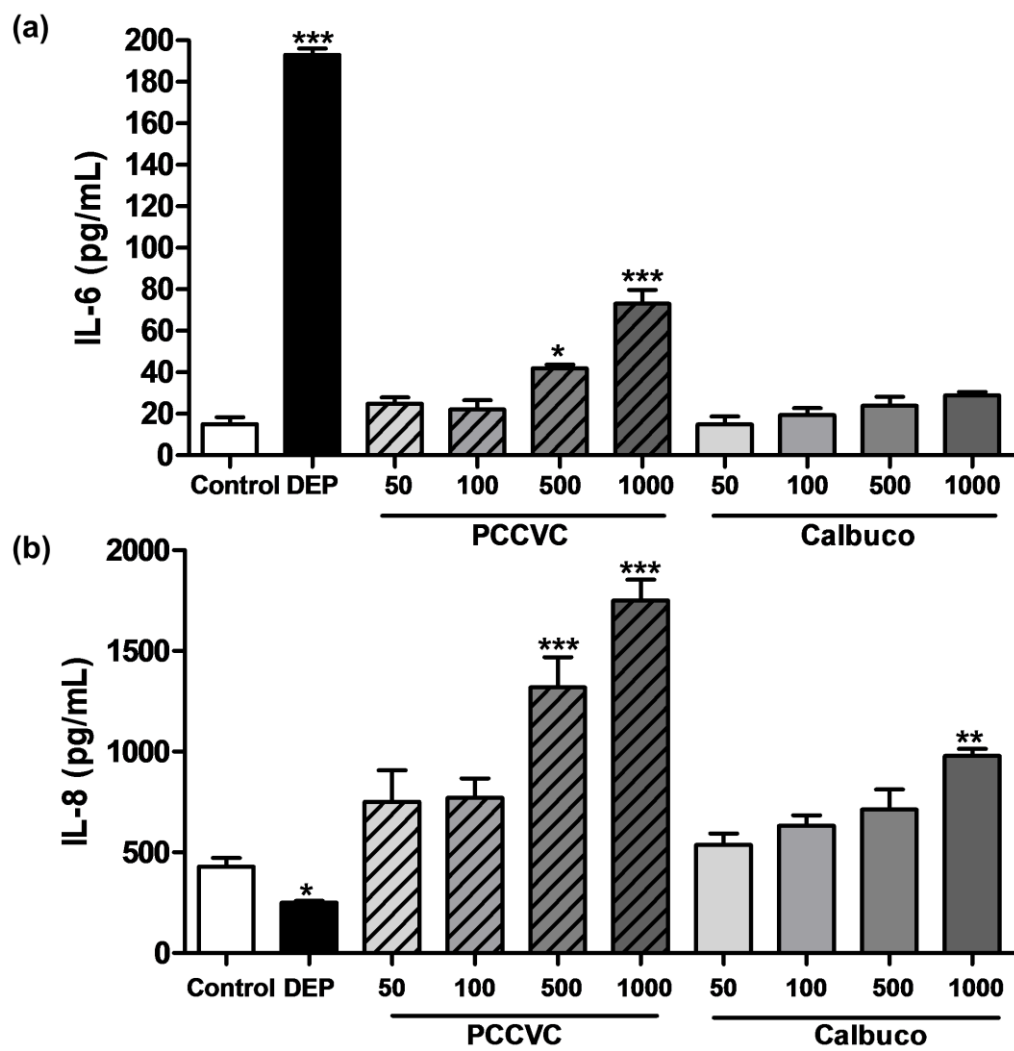 (a)
IL-6 (pg/mL)
200
180
160
140
120
100
80
60
40
20
0
***
*
***
Control DEP 50 100 500 1000 50 100 500 1000
PCCVC Calbuco
(b)
IL-8 (pg/mL)
2000
1500
1000
500
0
*
***
***
**
Control DEP 50 100 500 1000 50 100 500 1000
PCCVC Calbuco